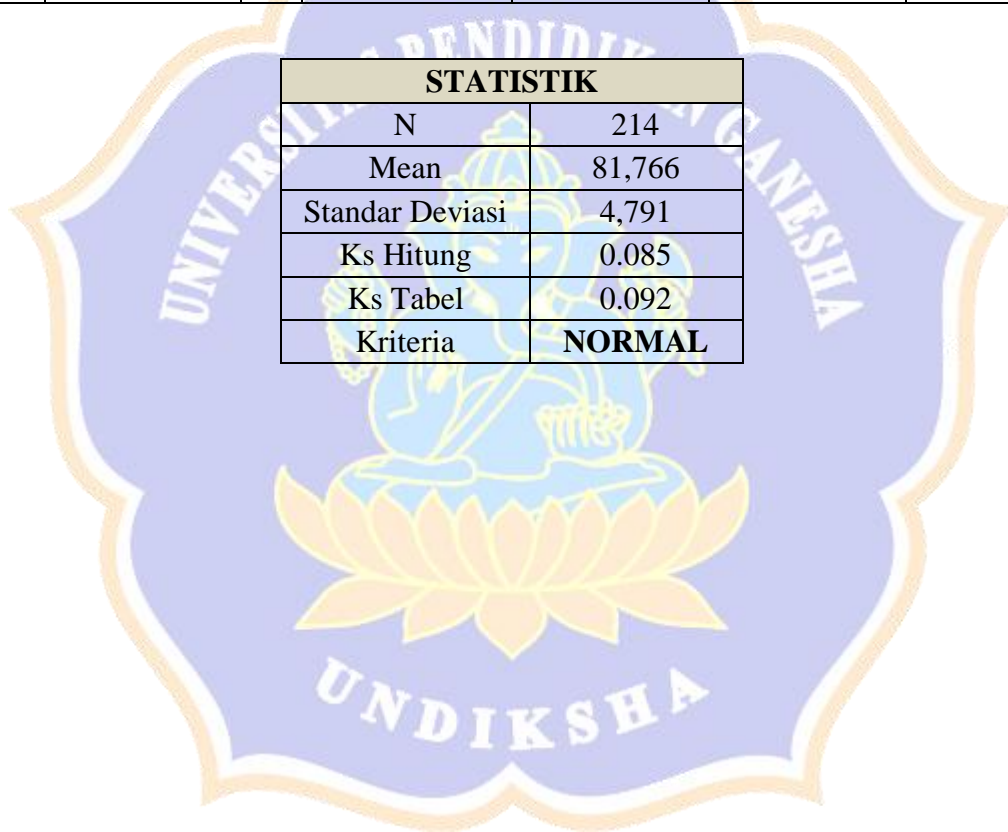 UNIVERSITAS PENDIDIKAN GANESHA
STATISTIK
N 214
Mean 81,766
Standar Deviasi 4,791
Ks Hitung 0.085
Ks Tabel 0.092
Kriteria NORMAL
UNDIKSHA